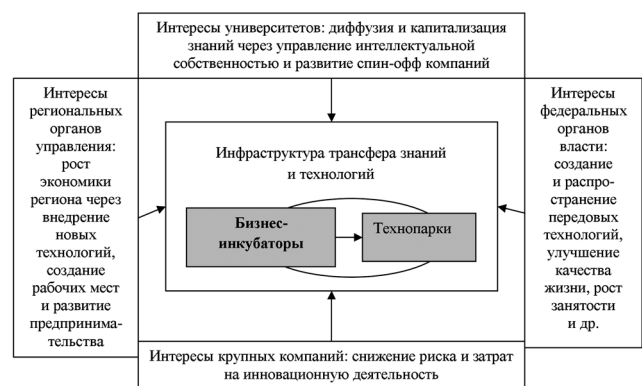 Интересы университетов: диффузия и капитализация
знаний через управление интеллектуальной
собственностью и развитие спин-офф компаний
Интересы
региональных
органов
управления:
рост
экономики
региона через
внедрение
новых
технологий,
создание
рабочих мест
и развитие
предпринима-
тельства
Инфраструктура трансфера знаний
и технологий
Бизнес-
инкубаторы
Технопарки
Интересы
федеральных
органов
власти:
создание
и распро-
странение
передовых
технологий,
улучшение
качества
жизни, рост
занятости
и др.
Интересы крупных компаний: снижение риска и затрат
на инновационную деятельность